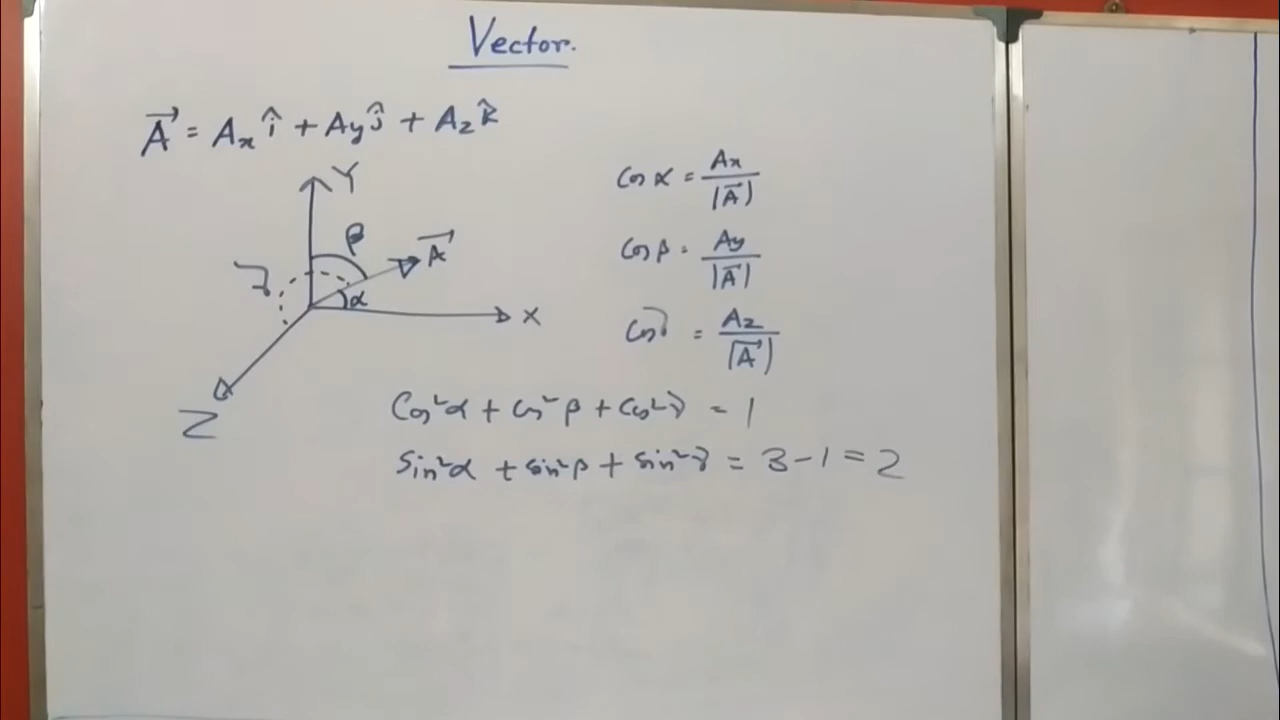 Vector.
A⃗ = Aₓ î + Ay ĵ + Az k̂
Y
β
A⃗
γ
α
X
Z
Cos α = Ax / |A⃗|
Cos β = Ay / |A⃗|
Cos γ = Az / |A⃗|
Cos²α + Cos²β + Cos²γ = 1
Sin²α + sin²β + sin²γ = 3 - 1 = 2